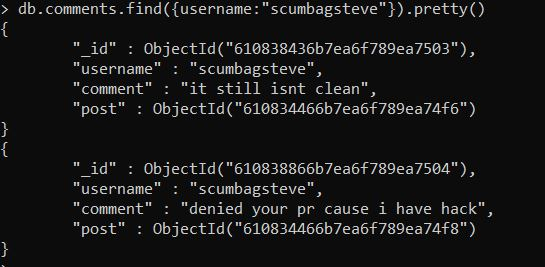 > db.comments.find({username:"scumbagsteve"}).pretty()
{
        "_id" : ObjectId("610838436b7ea6f789ea7503"),
        "username" : "scumbagsteve",
        "comment" : "it still isnt clean",
        "post" : ObjectId("610834466b7ea6f789ea74f6")
}
{
        "_id" : ObjectId("610838866b7ea6f789ea7504"),
        "username" : "scumbagsteve",
        "comment" : "denied your pr cause i have hack",
        "post" : ObjectId("610834466b7ea6f789ea74f8")
}